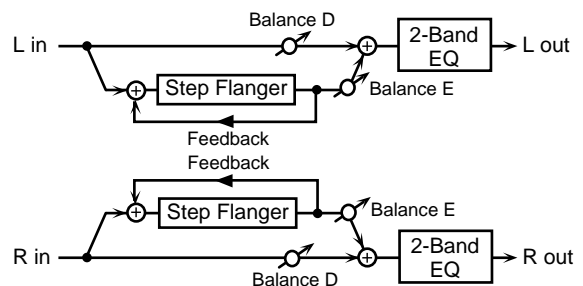 Balance D
L in
2-Band
EQ
L out
Step Flanger
Balance E
Feedback
Feedback
Step Flanger
Balance E
R in
2-Band
EQ
R out
Balance D